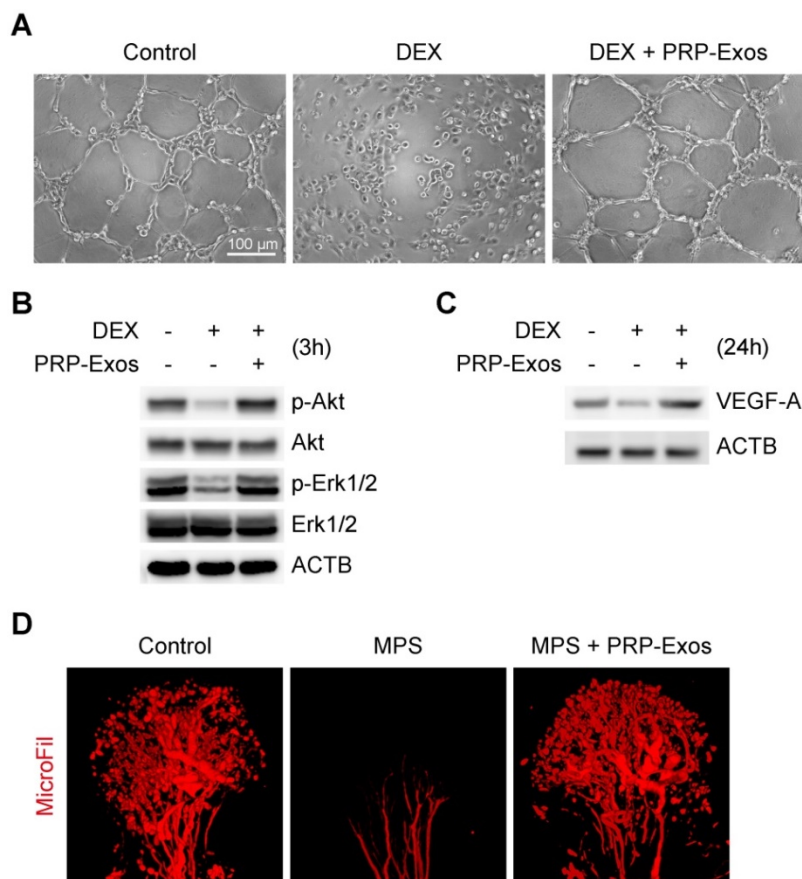 A
Control DEX DEX + PRP-Exos
100 µm
B
DEX - + + (3h)
PRP-Exos - - +
p-Akt
Akt
p-Erk1/2
Erk1/2
ACTB
C
DEX - + + (24h)
PRP-Exos - - +
VEGF-A
ACTB
D
Control MPS MPS + PRP-Exos
MicroFil